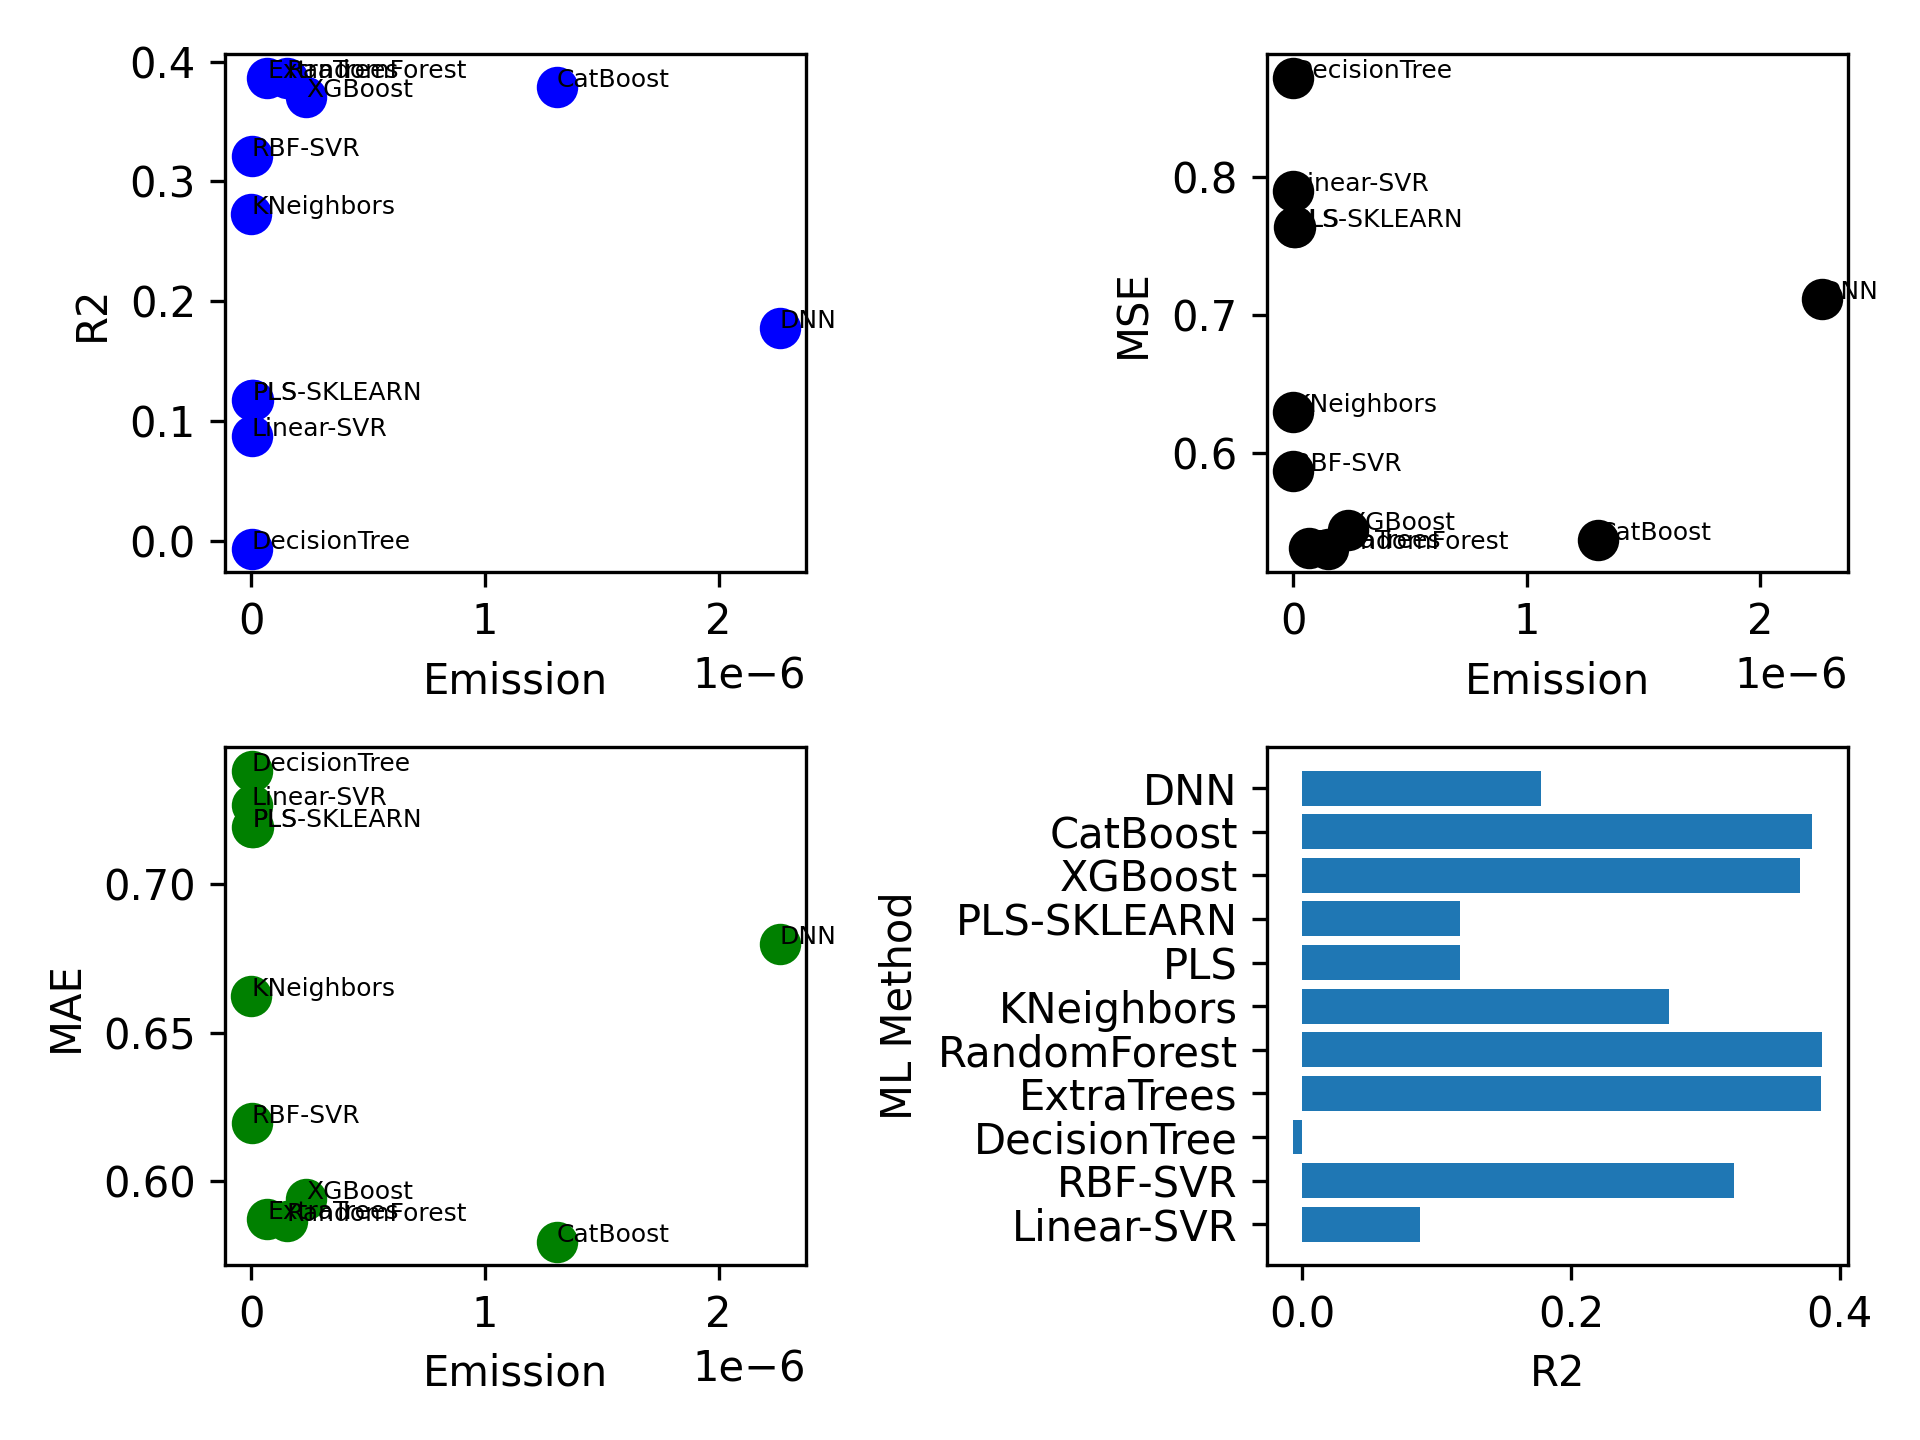 0.4
0.3
0.2
0.1
0.0
R2
ExtraTrees
RandomForest
XGBoost
CatBoost
RBF-SVR
KNeighbors
DNN
PLS-SKLEARN
Linear-SVR
DecisionTree
0 1 2
1e−6
Emission
0.8
0.7
0.6
MSE
DecisionTree
Linear-SVR
PLS-SKLEARN
DNN
KNeighbors
RBF-SVR
XGBoost
ExtraTrees
RandomForest
CatBoost
0 1 2
1e−6
Emission
0.70
0.65
0.60
MAE
DecisionTree
Linear-SVR
PLS-SKLEARN
DNN
KNeighbors
RBF-SVR
XGBoost
ExtraTrees
RandomForest
CatBoost
0 1 2
1e−6
Emission
ML Method
DNN
CatBoost
XGBoost
PLS-SKLEARN
PLS
KNeighbors
RandomForest
ExtraTrees
DecisionTree
RBF-SVR
Linear-SVR
0.0 0.2 0.4
R2